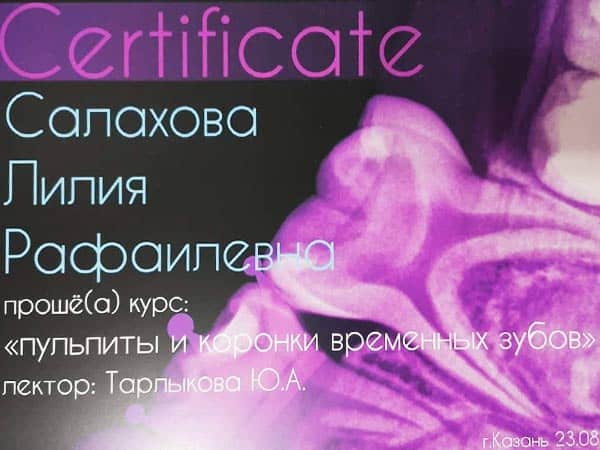 Certificate
Салахова
Лилия
Рафаилевна
прошё(а) курс:
«пульпиты и коронки временных зубов»
лектор: Тарлыкова Ю.А.
г.Казань 23.08